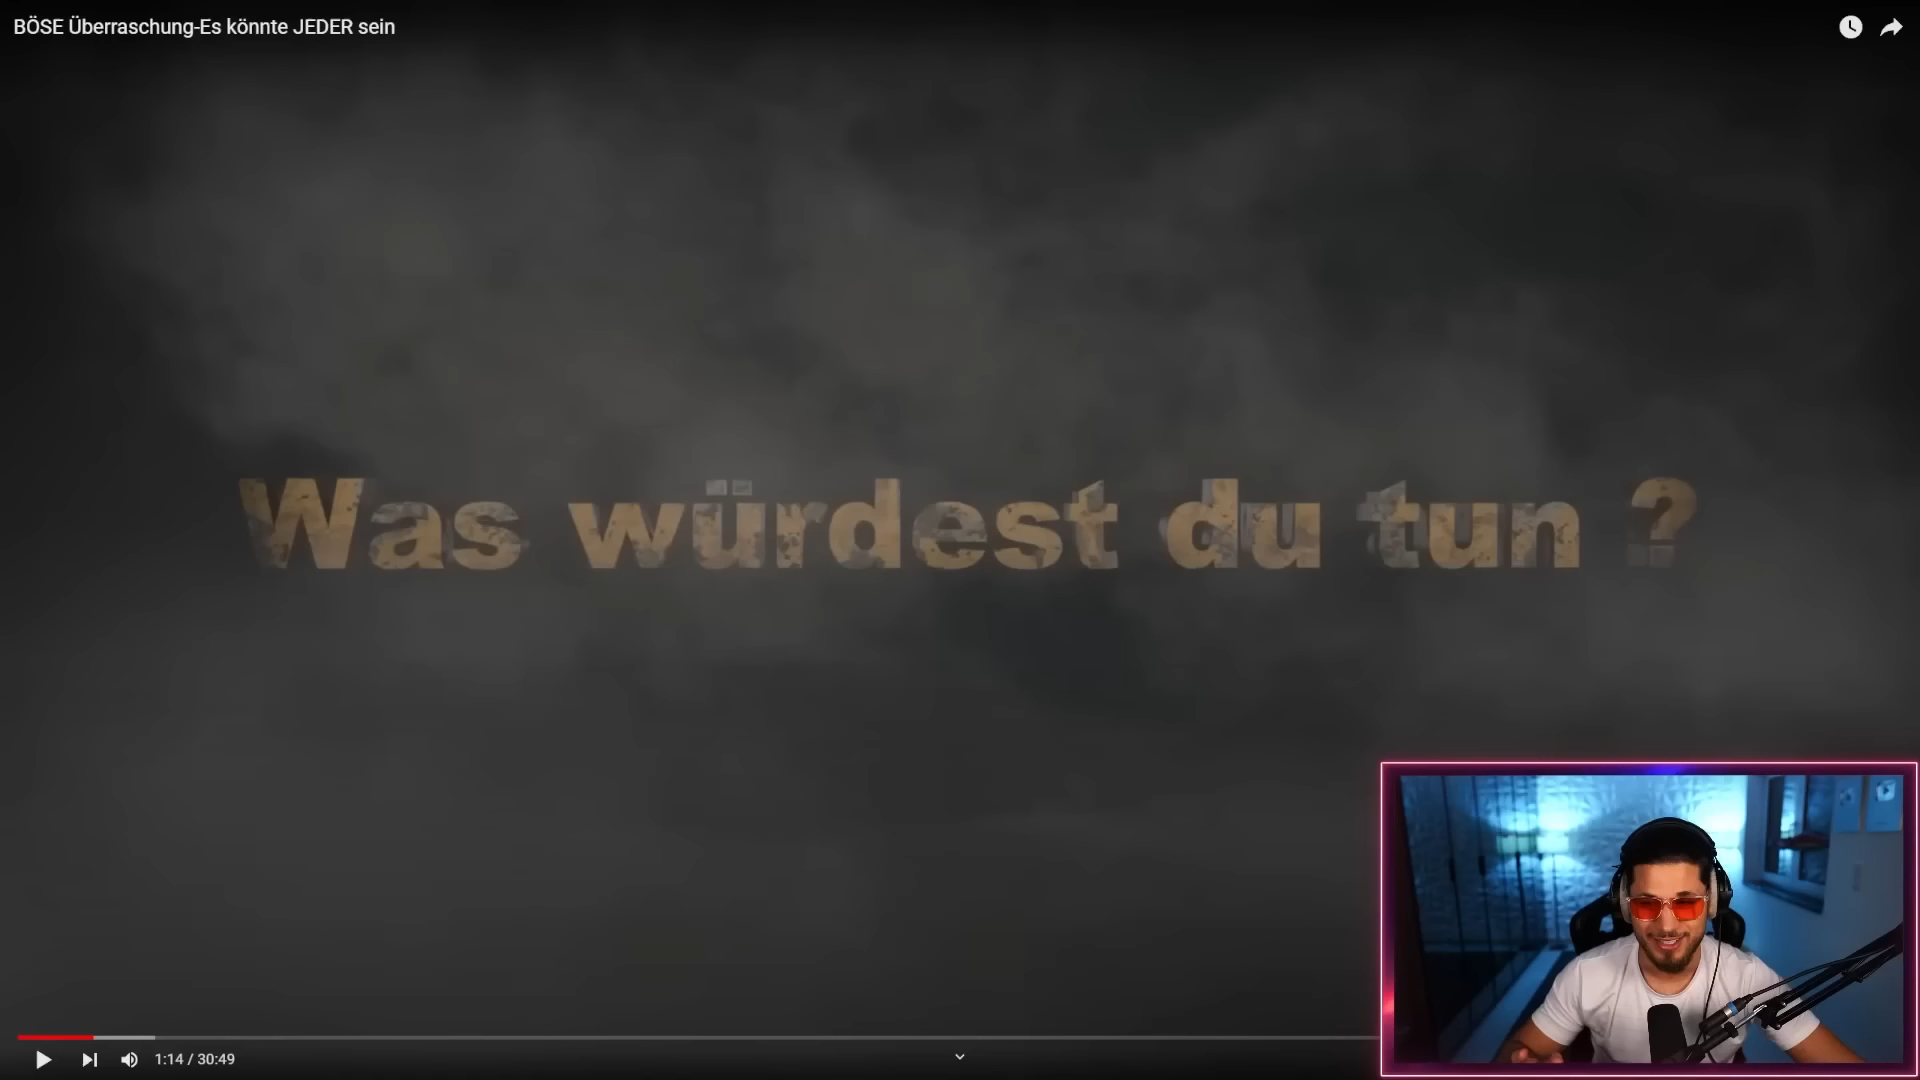 BÖSE Überraschung-Es könnte JEDER sein
Was würdest du tun ?
1:14 / 30:49